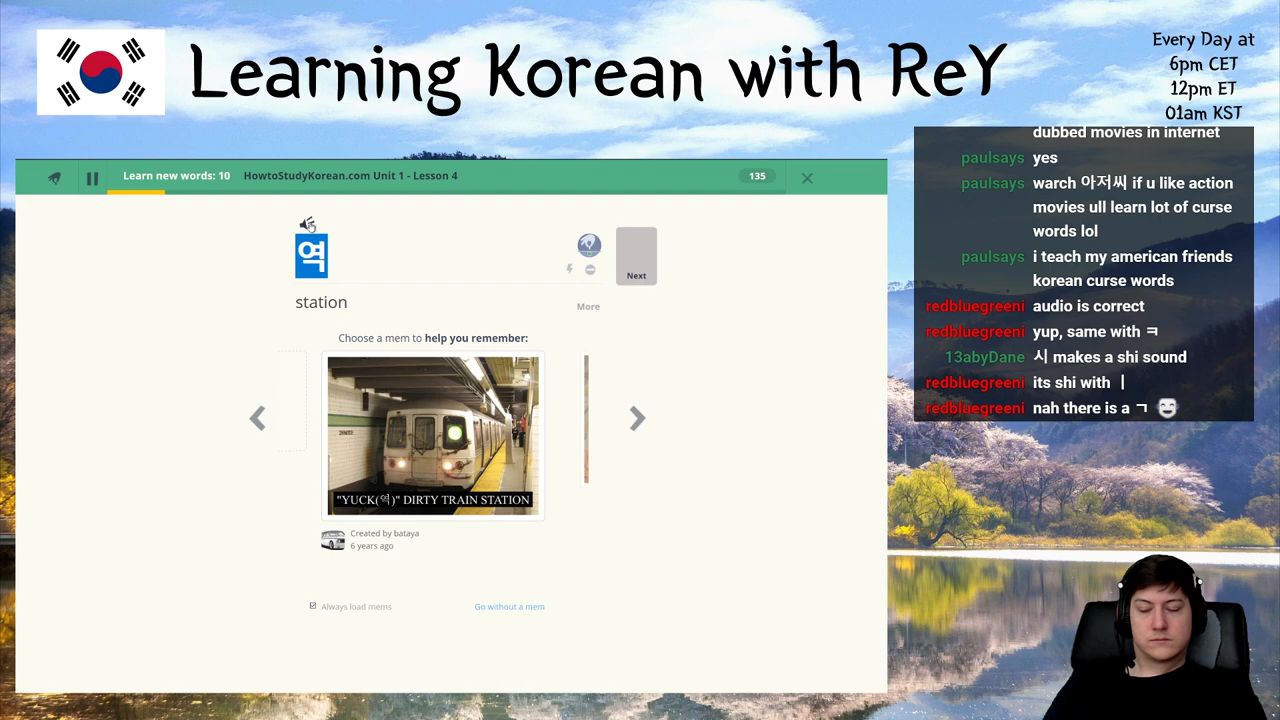 Learning Korean with ReY
Every Day at
6pm CET
12pm ET
01am KST
Learn new words: 10 HowtoStudyKorean.com Unit 1 - Lesson 4 135
역
Next
station
More
Choose a mem to help you remember:
"YUCK(역)" DIRTY TRAIN STATION
Created by bataya
6 years ago
Always load mems Go without a mem
dubbed movies in internet
paulsays yes
paulsays warch 아저씨 if u like action
movies ull learn lot of curse
words lol
paulsays i teach my american friends
korean curse words
redbluegreeni audio is correct
redbluegreeni yup, same with ㅋ
13abyDane 시 makes a shi sound
redbluegreeni its shi with ㅣ
redbluegreeni nah there is a ㄱ